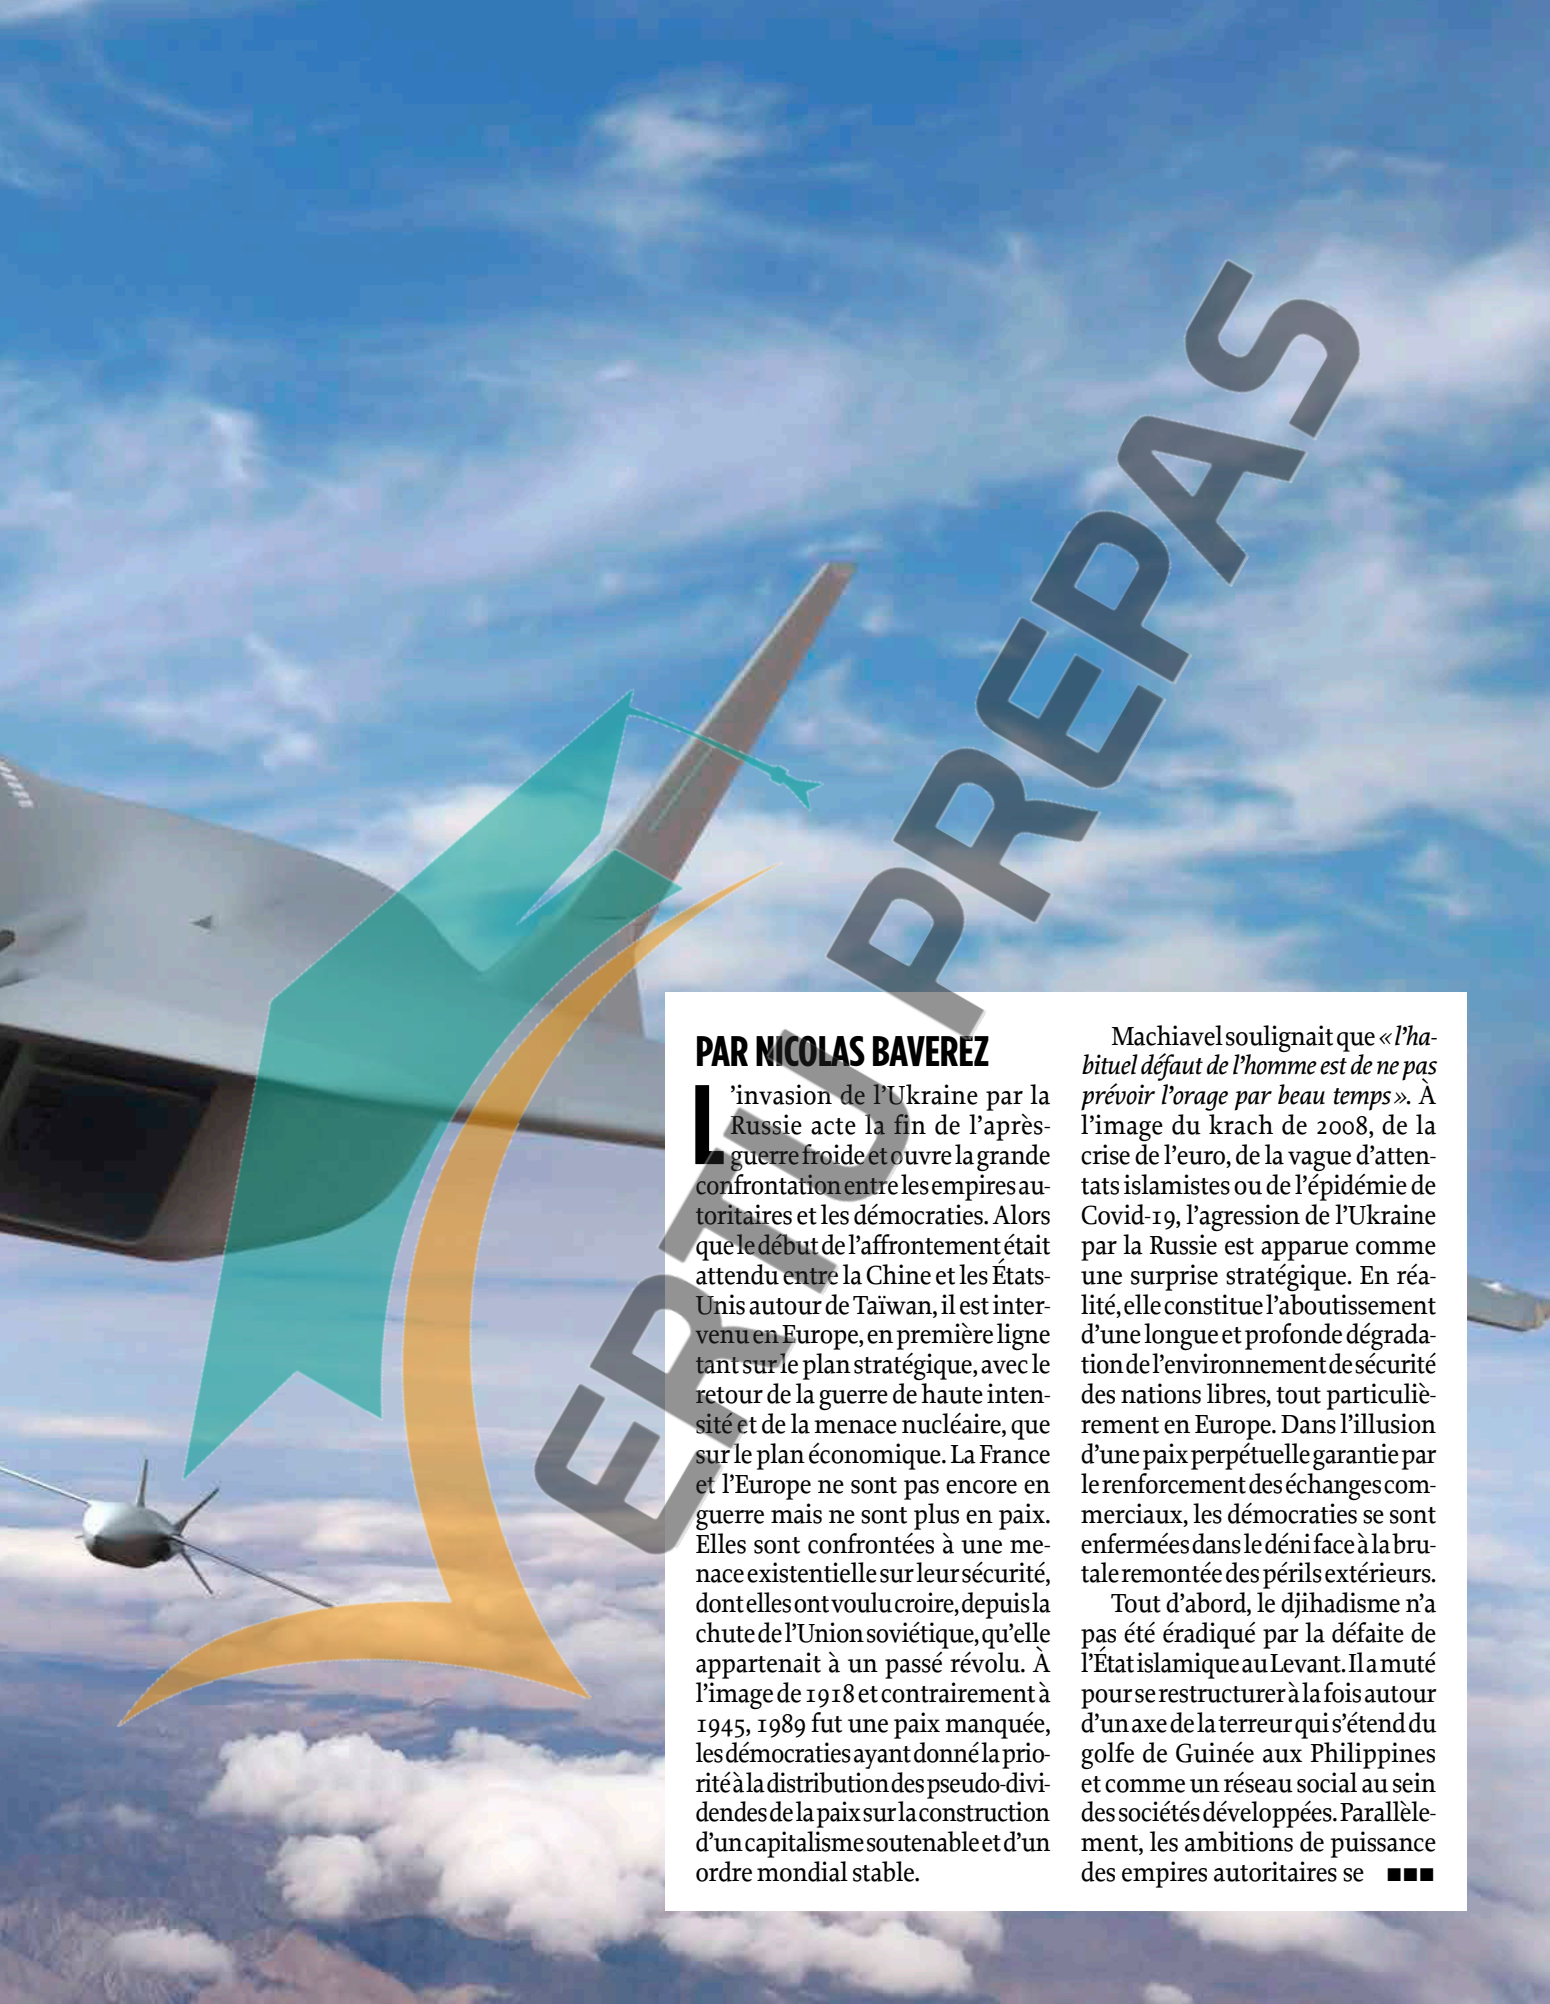 PAR NICOLAS BAVEREZ
L'invasion de l'Ukraine par la
Russie acte la fin de l'après-
guerre froide et ouvre la grande
confrontation entre les empires au-
toritaires et les démocraties. Alors
que le début de l'affrontement était
attendu entre la Chine et les États-
Unis autour de Taïwan, il est inter-
venu en Europe, en première ligne
tant sur le plan stratégique, avec le
retour de la guerre de haute inten-
sité et de la menace nucléaire, que
sur le plan économique. La France
et l'Europe ne sont pas encore en
guerre mais ne sont plus en paix.
Elles sont confrontées à une me-
nace existentielle sur leur sécurité,
dont elles ont voulu croire, depuis la
chute de l'Union soviétique, qu'elle
appartenait à un passé révolu. À
l'image de 1918 et contrairement à
1945, 1989 fut une paix manquée,
les démocraties ayant donné la prio-
rité à la distribution des pseudo-divi-
dendes de la paix sur la construction
d'un capitalisme soutenable et d'un
ordre mondial stable.
Machiavel soulignait que «l'ha-
bituel défaut de l'homme est de ne pas
prévoir l'orage par beau temps». À
l'image du krach de 2008, de la
crise de l'euro, de la vague d'atten-
tats islamistes ou de l'épidémie de
Covid-19, l'agression de l'Ukraine
par la Russie est apparue comme
une surprise stratégique. En réa-
lité, elle constitue l'aboutissement
d'une longue et profonde dégrada-
tion de l'environnement de sécurité
des nations libres, tout particuliè-
rement en Europe. Dans l'illusion
d'une paix perpétuelle garantie par
le renforcement des échanges com-
merciaux, les démocraties se sont
enfermées dans le déni face à la bru-
tale remontée des périls extérieurs.
Tout d'abord, le djihadisme n'a
pas été éradiqué par la défaite de
l'État islamique au Levant. Il a muté
pour se restructurer à la fois autour
d'un axe de la terreur qui s'étend du
golfe de Guinée aux Philippines
et comme un réseau social au sein
des sociétés développées. Parallèle-
ment, les ambitions de puissance
des empires autoritaires se ■■■
ERTU PREPAS